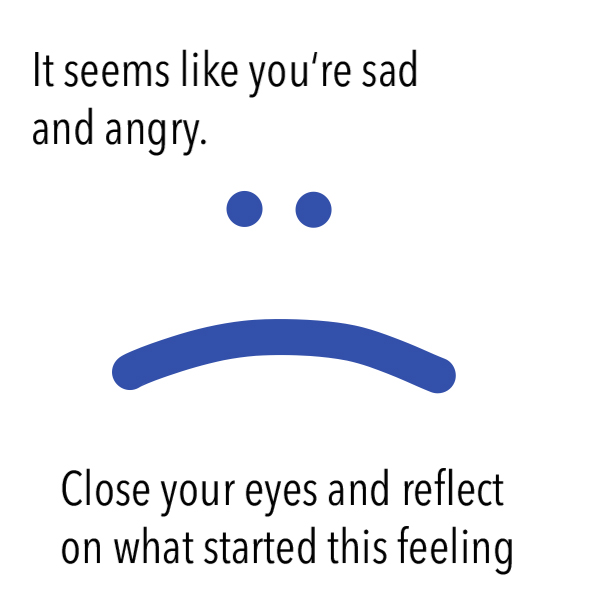 It seems like you‘re sad
and angry.
Close your eyes and reflect
on what started this feeling